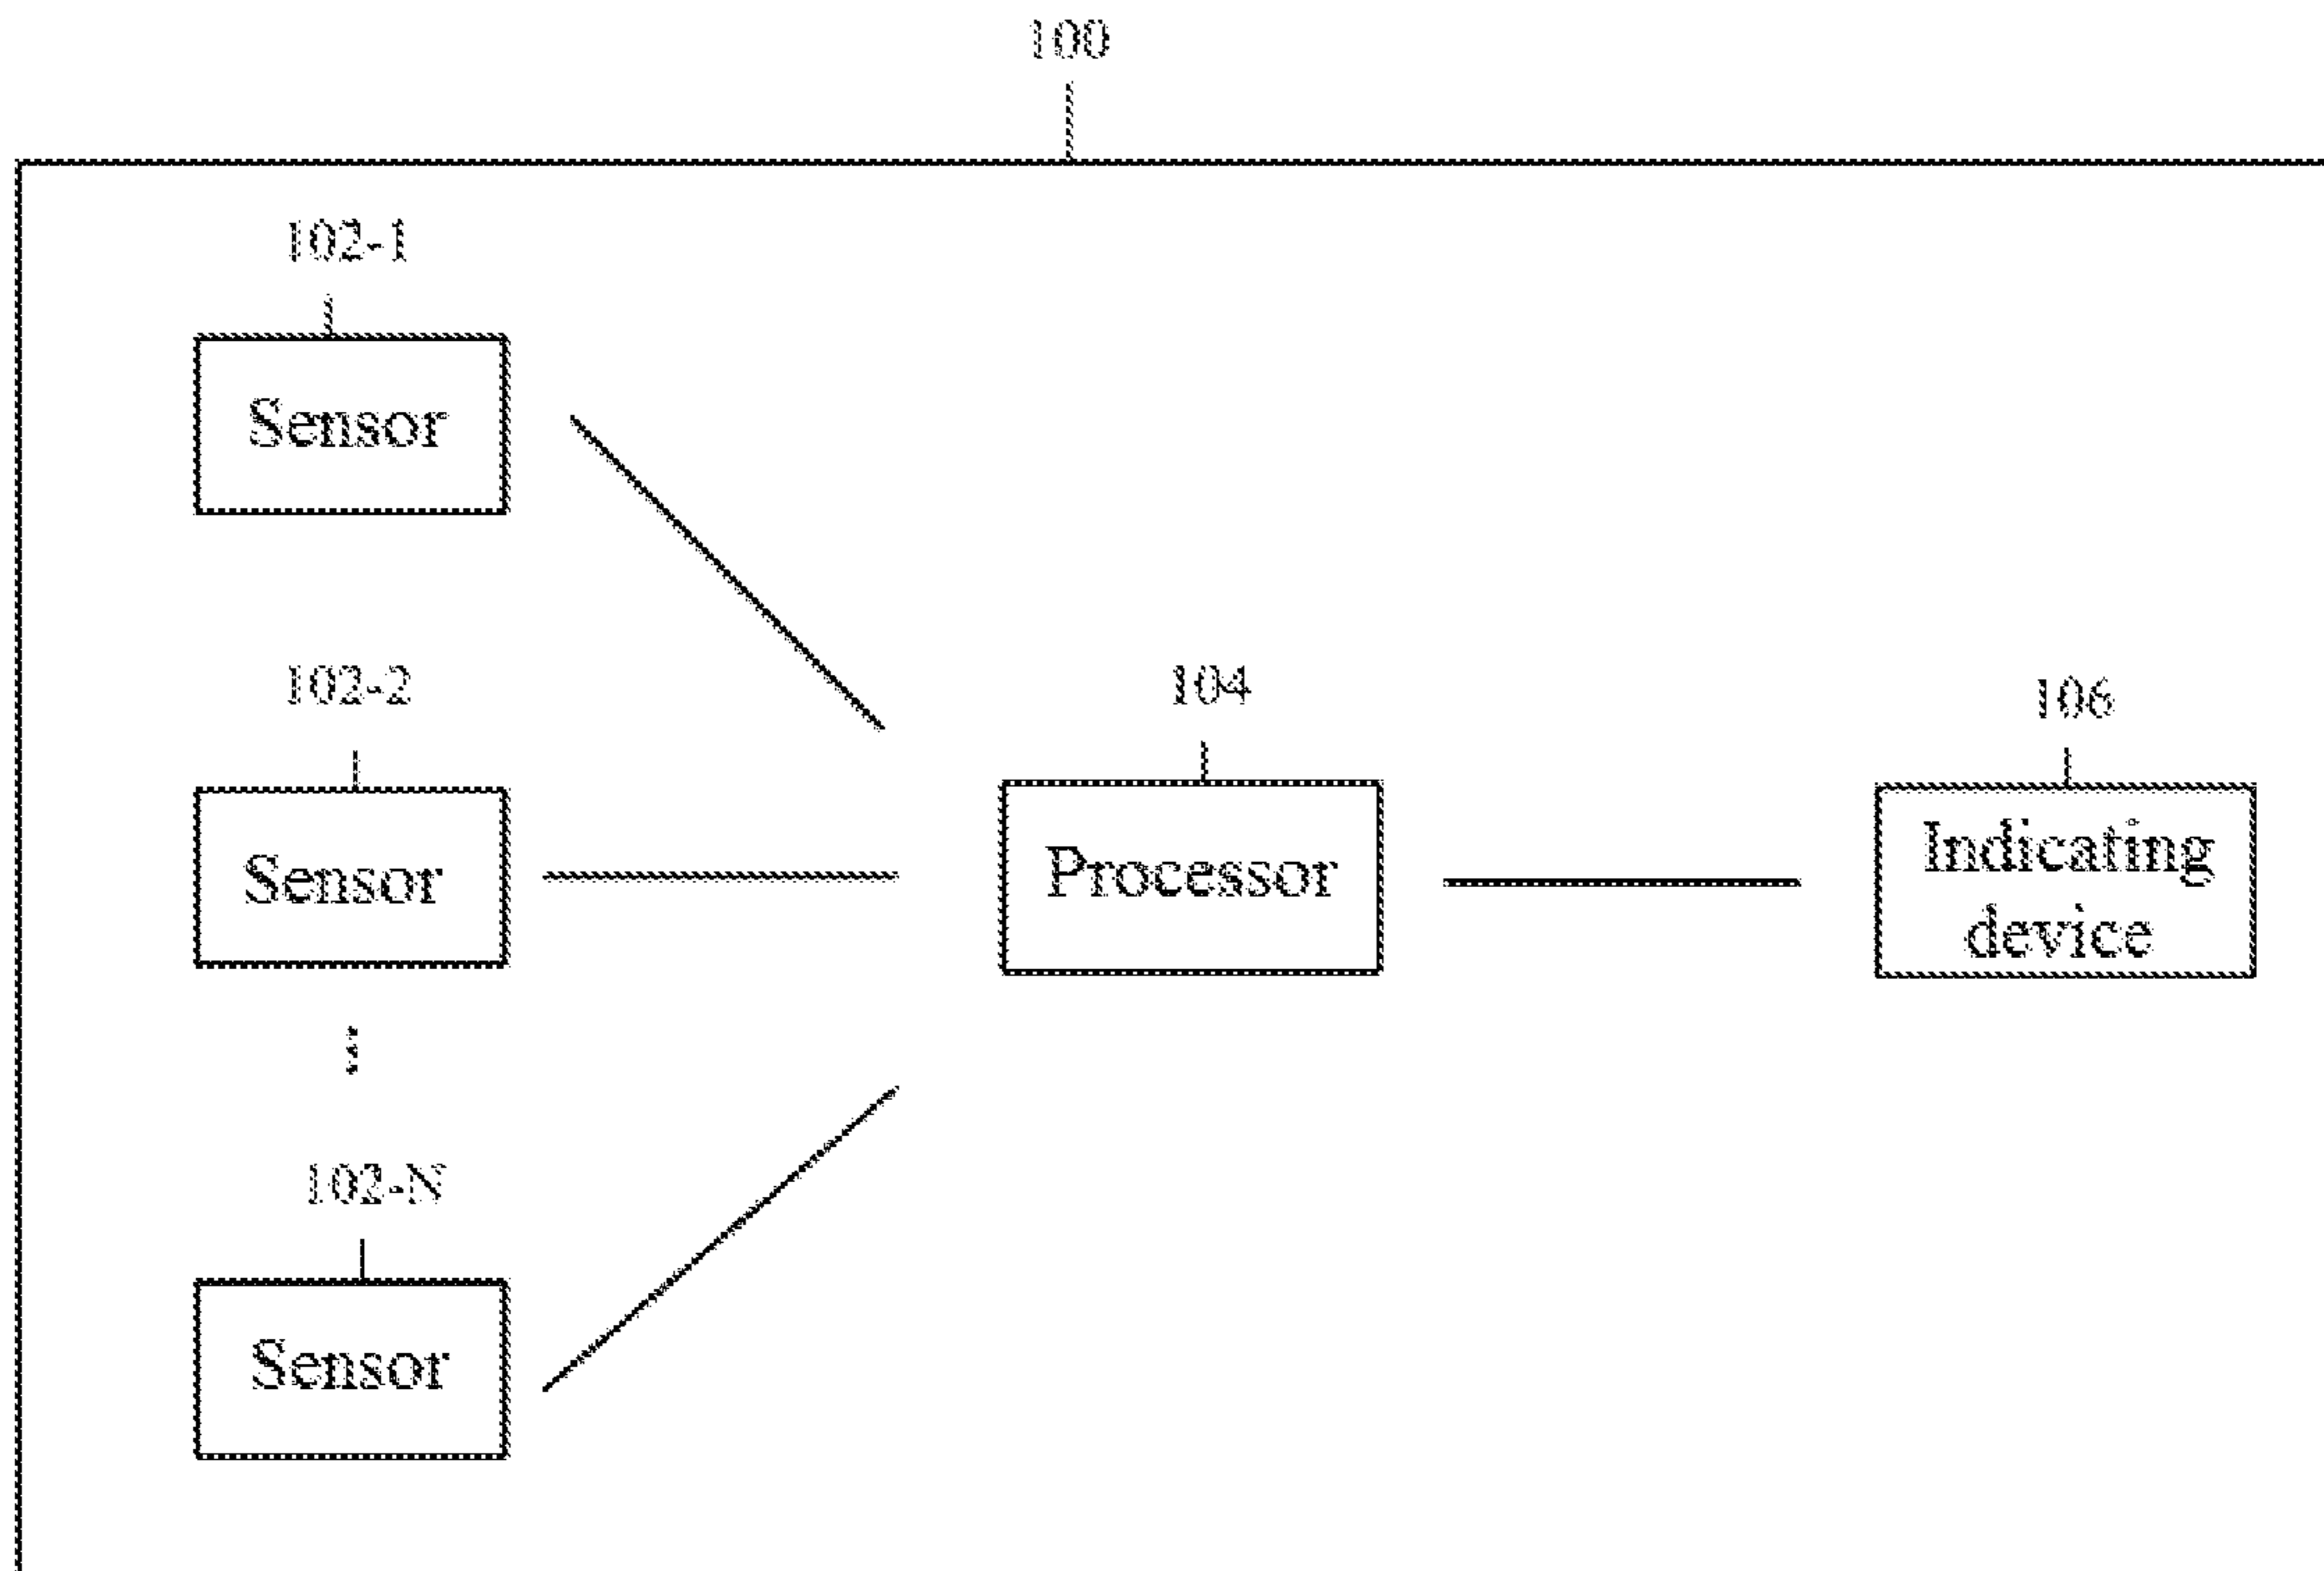 100
102-1
Sensor
102-2
Sensor
104
Processor
106
Indicating
device
102-N
Sensor